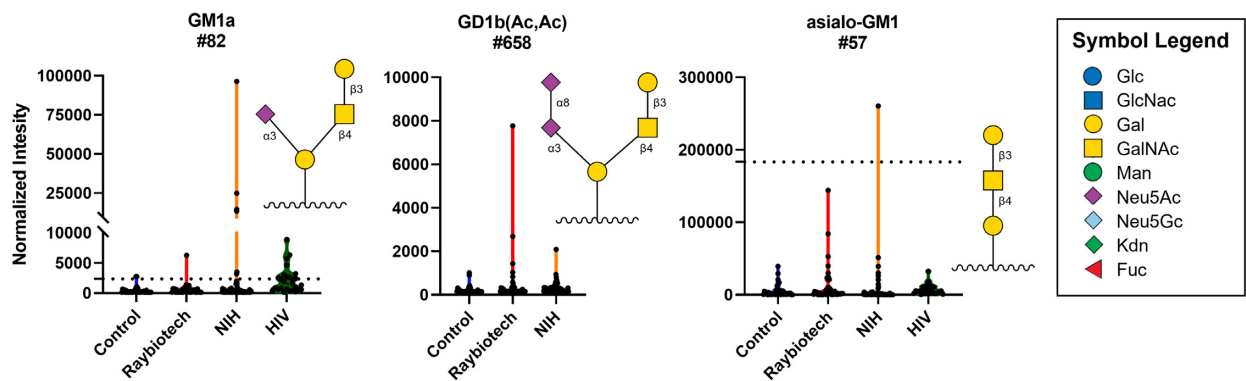 GM1a
#82
Normalized Intesity
100000
75000
50000
25000
10000
5000
0
α3
β3
β4
Control
Raybiotech
NIH
HIV
GD1b(Ac,Ac)
#658
10000
8000
6000
4000
2000
0
α8
α3
β3
β4
Control
Raybiotech
NIH
asialo-GM1
#57
300000
200000
100000
0
β3
β4
Control
Raybiotech
NIH
HIV
Symbol Legend
Glc
GlcNac
Gal
GalNAc
Man
Neu5Ac
Neu5Gc
Kdn
Fuc